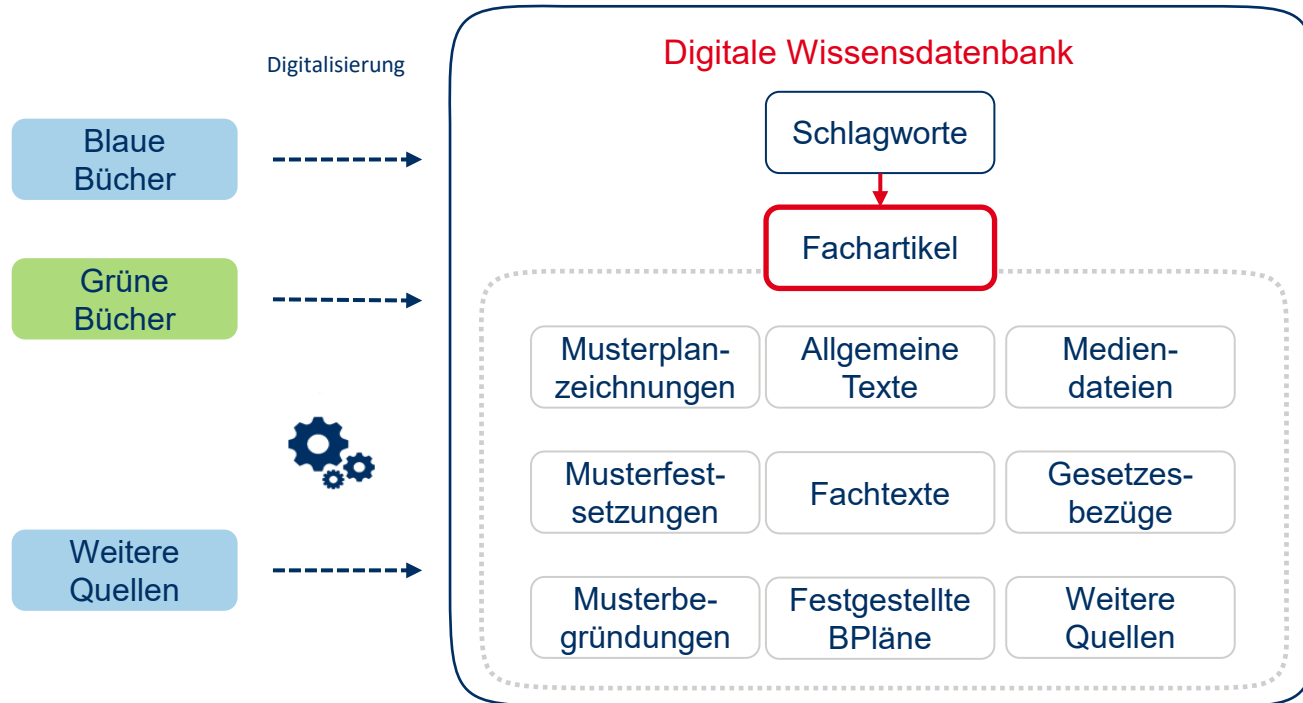 Digitalisierung
Blaue
Bücher
Grüne
Bücher
Weitere
Quellen
Digitale Wissensdatenbank
Schlagworte
Fachartikel
Musterplan-
zeichnungen
Allgemeine
Texte
Medien-
dateien
Musterfest-
setzungen
Fachtexte
Gesetzes-
bezüge
Musterbe-
gründungen
Festgestellte
BPläne
Weitere
Quellen